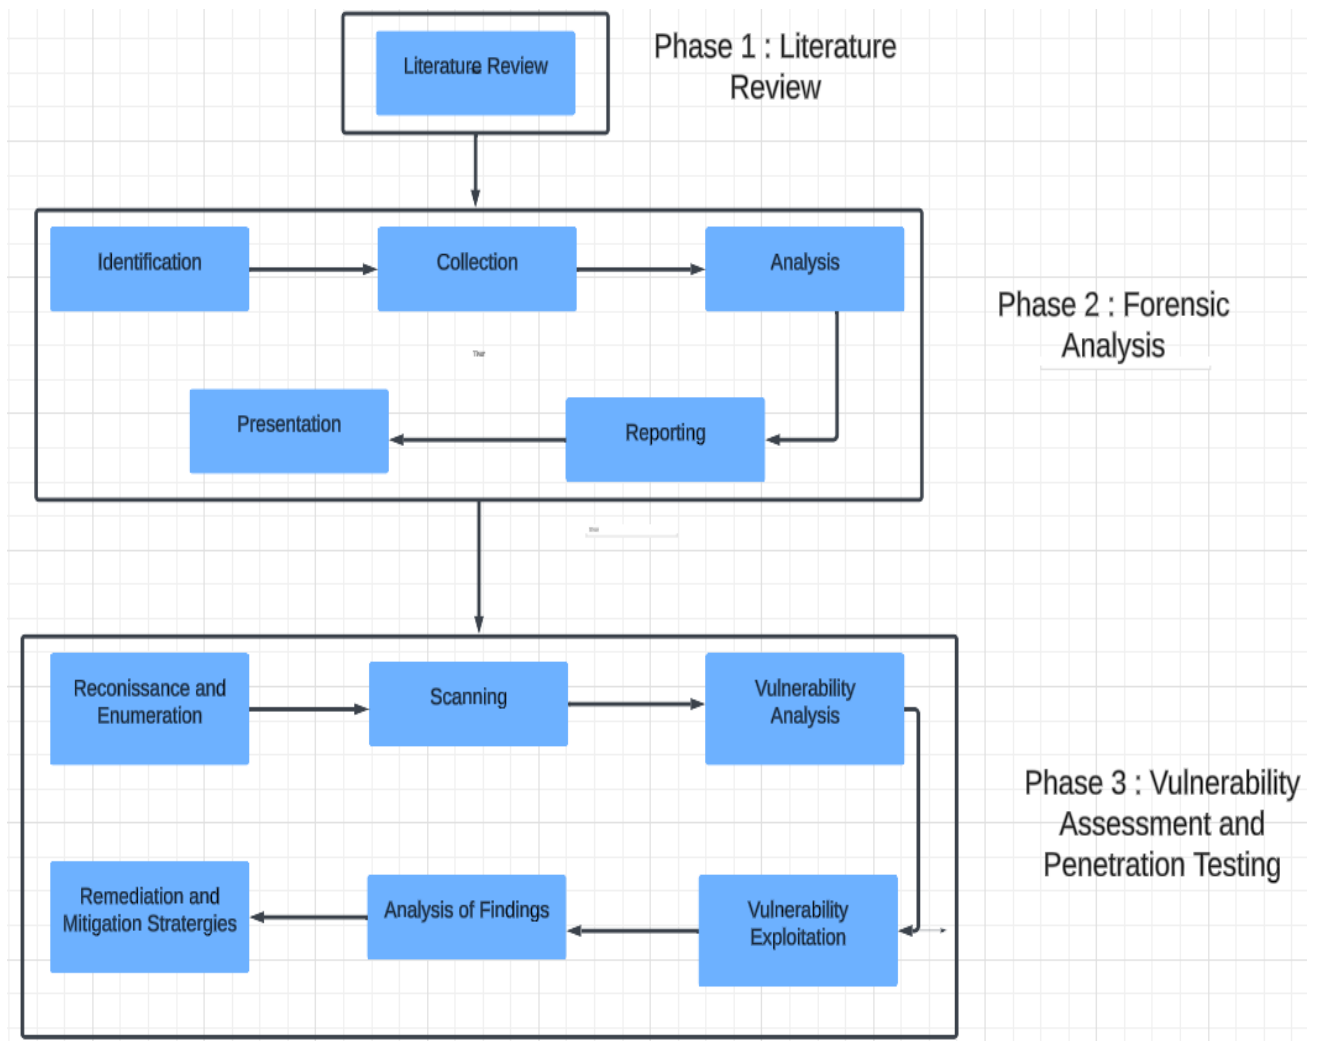 Literature Review
Phase 1 : Literature
Review
Identification
Collection
Analysis
Phase 2 : Forensic
Analysis
Presentation
Reporting
Reconissance and
Enumeration
Scanning
Vulnerability
Analysis
Phase 3 : Vulnerability
Assessment and
Penetration Testing
Remediation and
Mitigation Stratergies
Analysis of Findings
Vulnerability
Exploitation